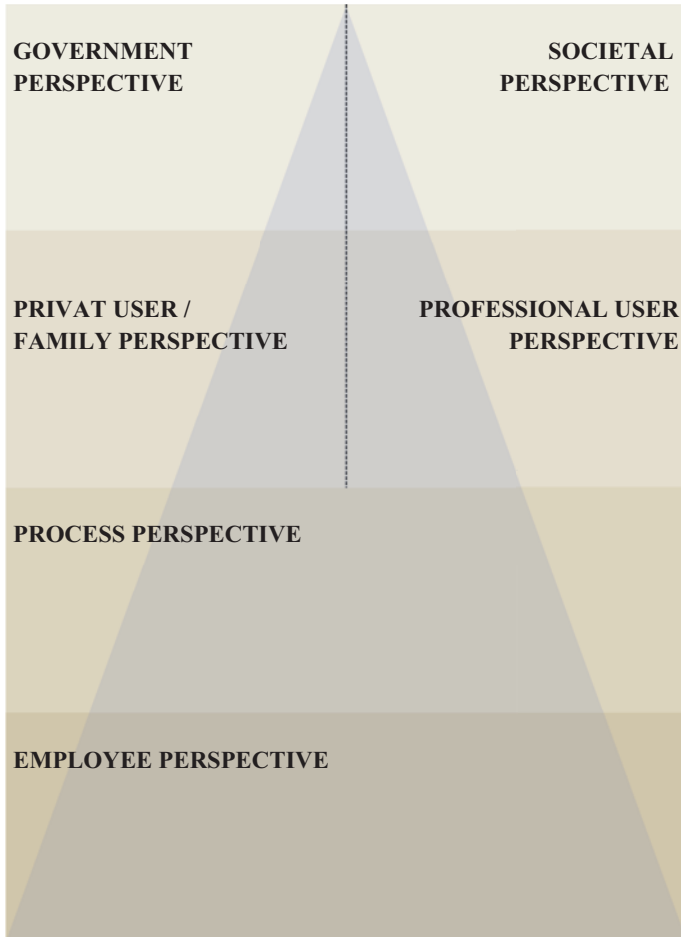 GOVERNMENT
PERSPECTIVE
SOCIETAL
PERSPECTIVE
PRIVAT USER /
FAMILY PERSPECTIVE
PROFESSIONAL USER
PERSPECTIVE
PROCESS PERSPECTIVE
EMPLOYEE PERSPECTIVE